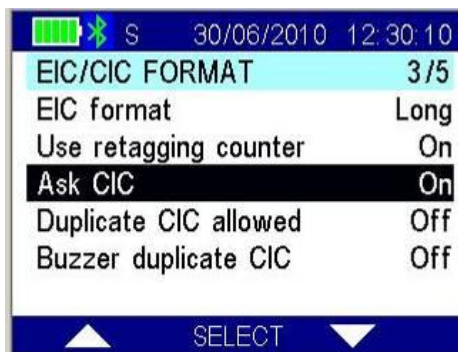 S 30/06/2010 12:30:10
EIC/CIC FORMAT 3/5
EIC format Long
Use retagging counter On
Ask CIC On
Duplicate CIC allowed Off
Buzzer duplicate CIC Off
SELECT